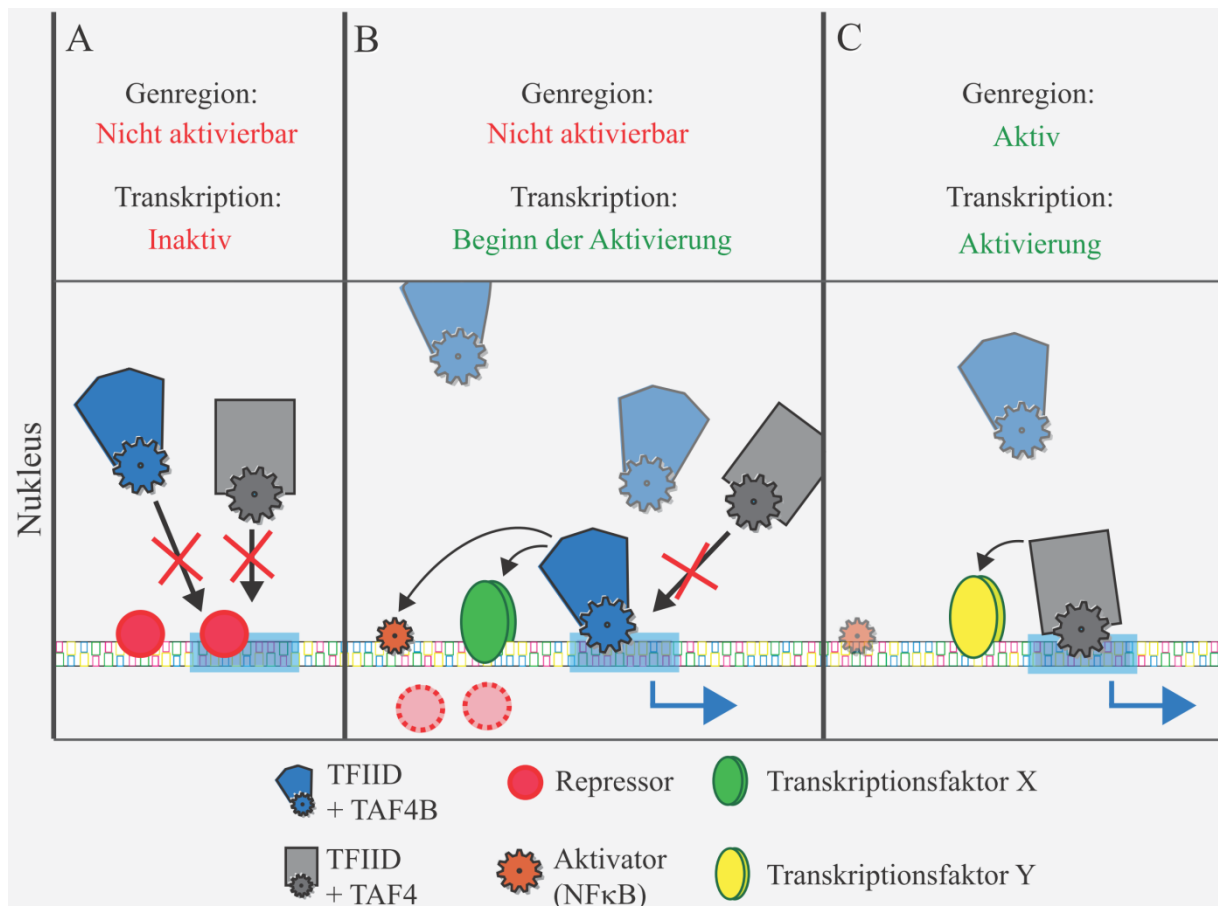 A
Genregion:
Nicht aktivierbar
Transkription:
Inaktiv
B
Genregion:
Nicht aktivierbar
Transkription:
Beginn der Aktivierung
C
Genregion:
Aktiv
Transkription:
Aktivierung
Nukleus
TFIID
+ TAF4B
Repressor
Transkriptionsfaktor X
TFIID
+ TAF4
Aktivator
(NFκB)
Transkriptionsfaktor Y